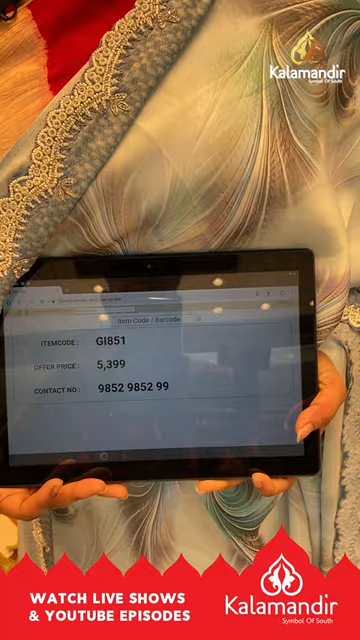 Kalamandir
Symbol Of South
Item Code / Barcode
ITEMCODE : GI851
OFFER PRICE : 5,399
CONTACT NO : 9852 9852 99
WATCH LIVE SHOWS
& YOUTUBE EPISODES
Kalamandir
Symbol Of South